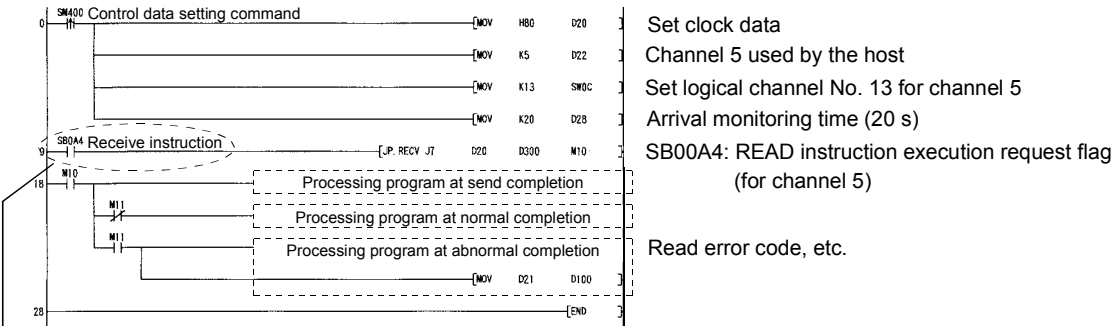 SM400 Control data setting command
0 [MOV H80 D20 ] Set clock data
[MOV K5 D22 ] Channel 5 used by the host
[MOV K13 SW0C ] Set logical channel No. 13 for channel 5
[MOV K20 D28 ] Arrival monitoring time (20 s)
SB0A4 Receive instruction
9 [JP. RECV J7 D20 D300 M10 ] SB00A4: READ instruction execution request flag
(for channel 5)
M10
18 Processing program at send completion
M11
Processing program at normal completion
M11
Processing program at abnormal completion Read error code, etc.
[MOV D21 D100 ]
28 [END ]